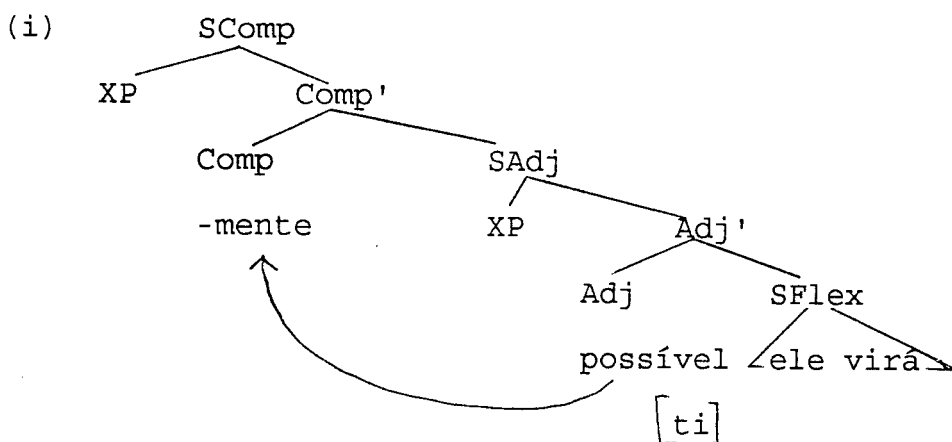 (i) SComp
XP Comp'
Comp SAdj
-mente XP Adj'
Adj SFlex
possível ele virá
[ti]